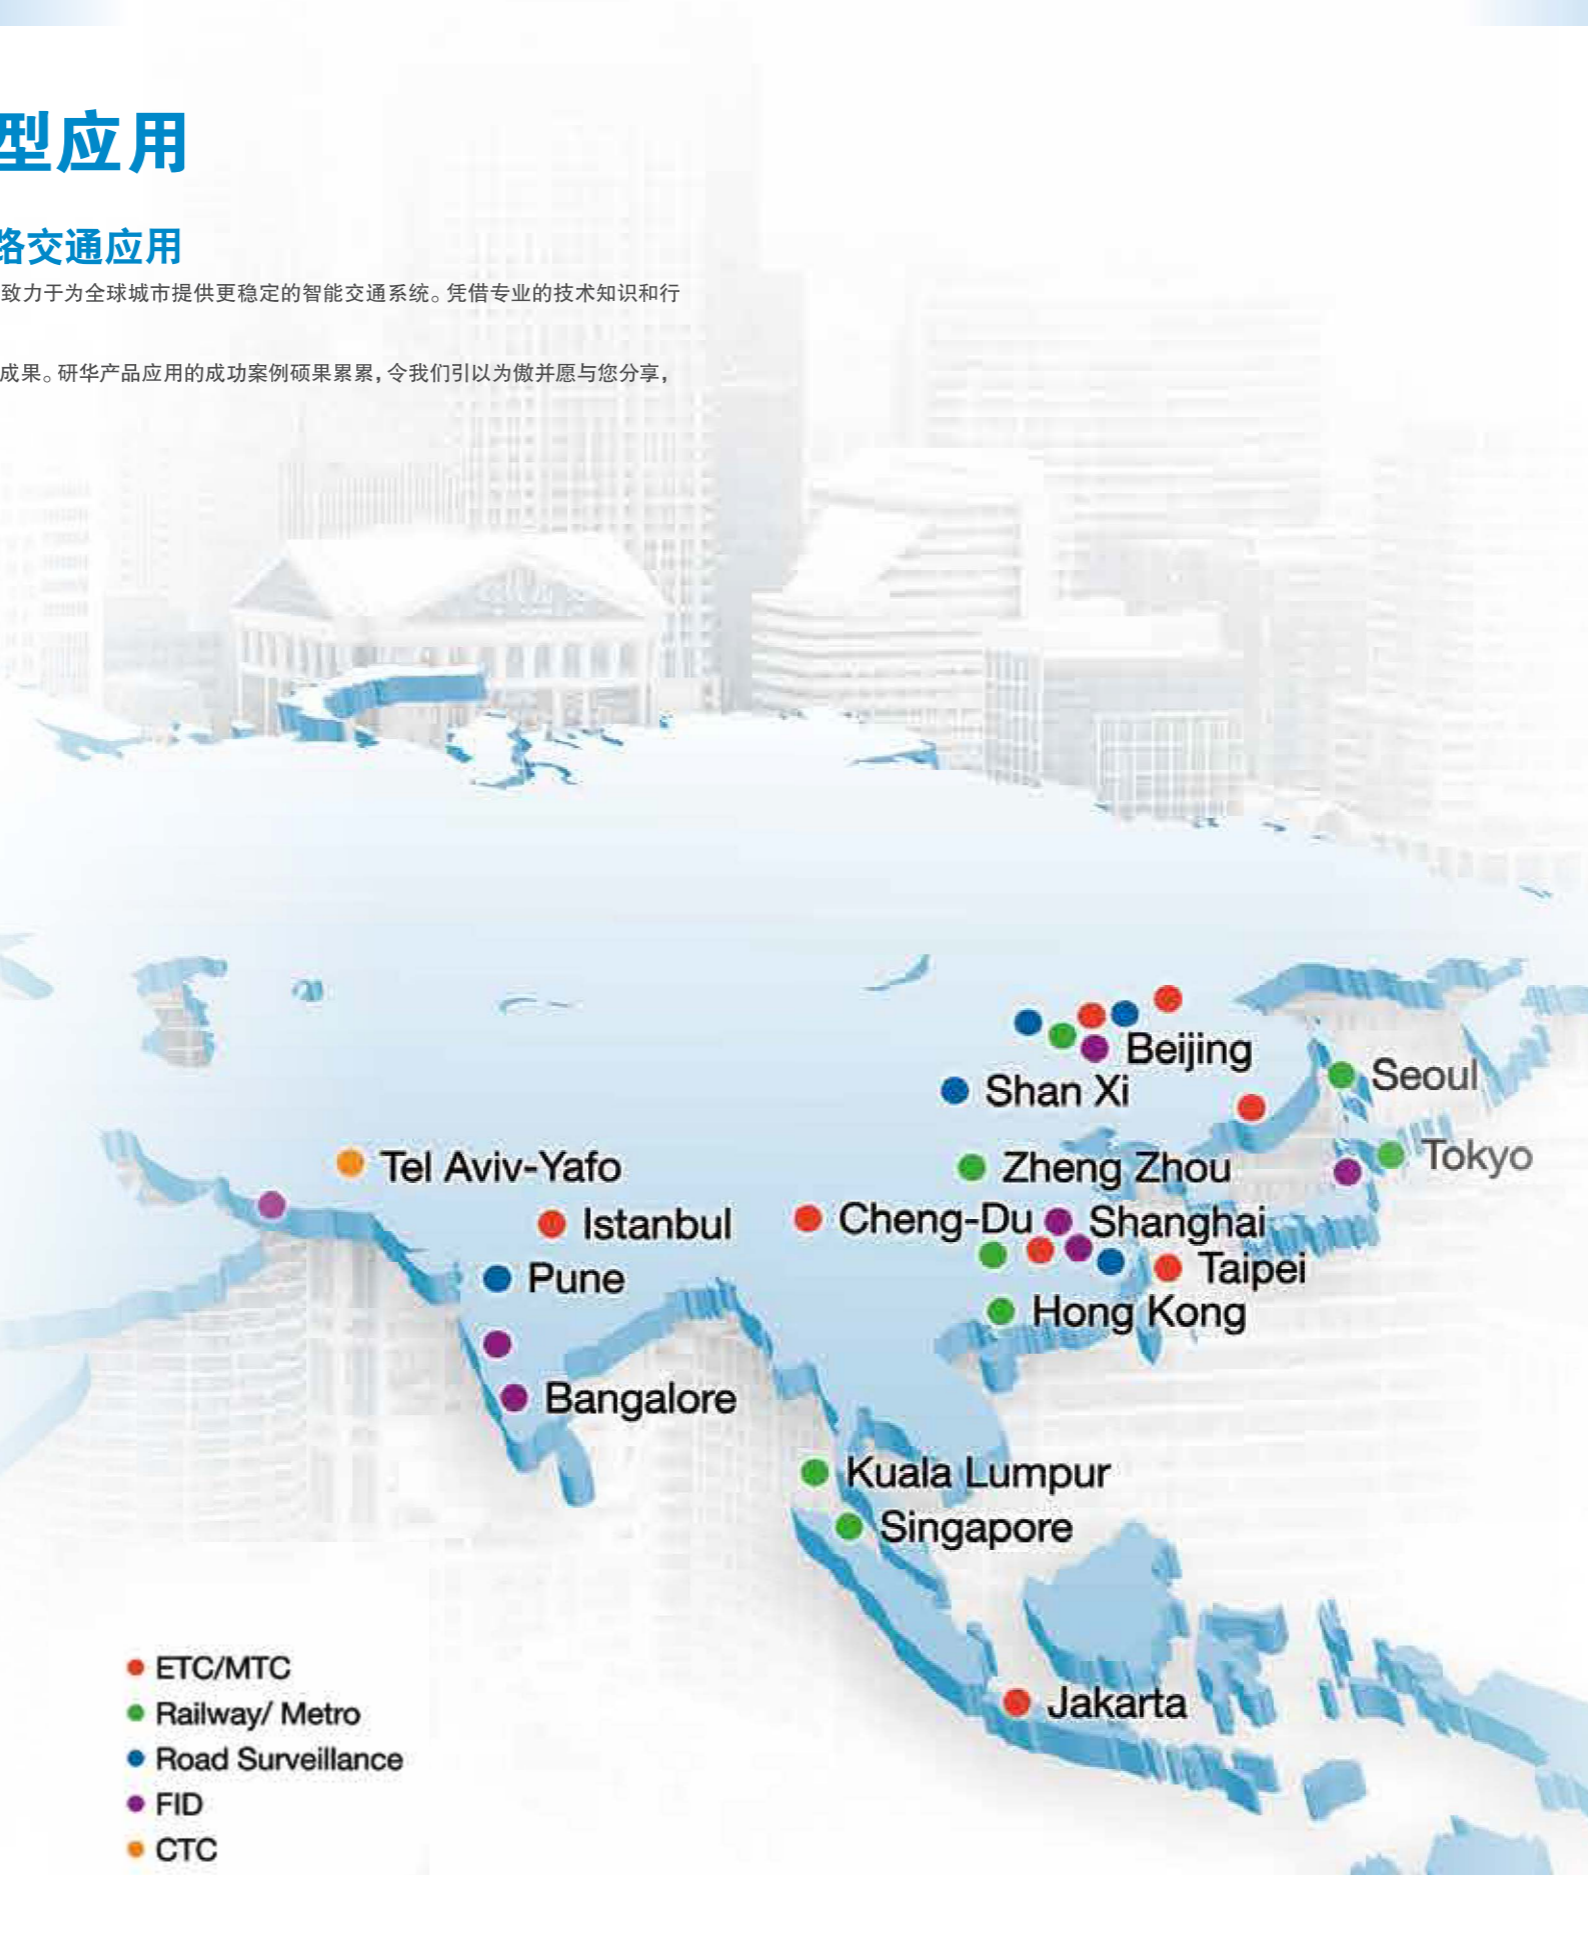 型应用
路交通应用
致力于为全球城市提供更稳定的智能交通系统。凭借专业的技术知识和行
成果。研华产品应用的成功案例硕果累累，令我们引以为傲并愿与您分享，
Beijing
Shan Xi
Seoul
Tokyo
Tel Aviv-Yafo
Zheng Zhou
Istanbul
Cheng-Du
Shanghai
Pune
Taipei
Hong Kong
Bangalore
Kuala Lumpur
Singapore
Jakarta
ETC/MTC
Railway/ Metro
Road Surveillance
FID
CTC